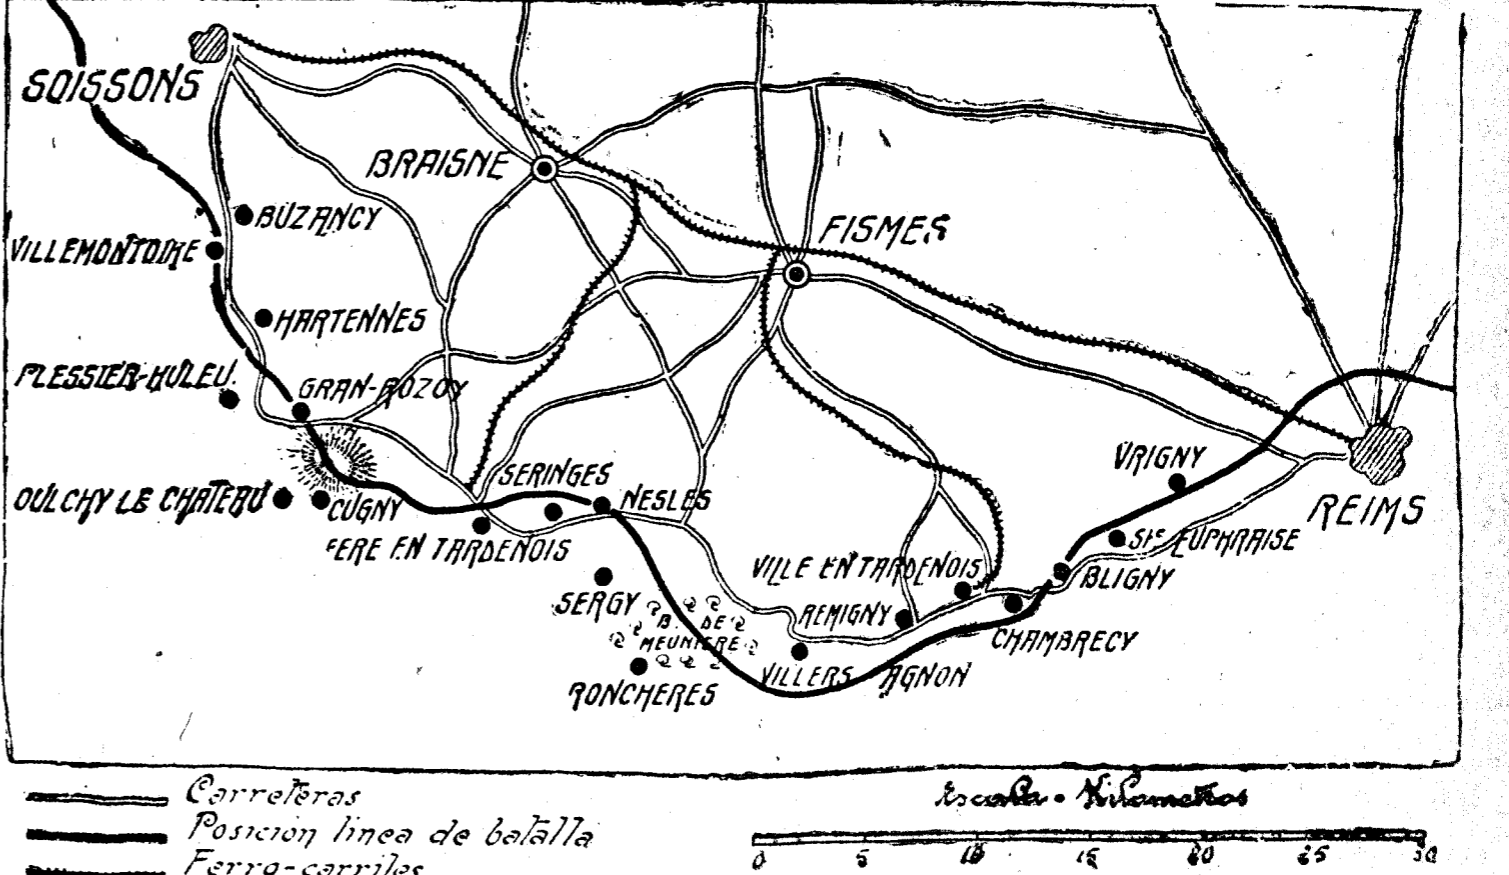 SOISSONS
BRAISNE
BUZANCY
FISMES
VILLEMONTOIRE
HARTENNES
PLESSIER-HULEU.
GRAN-ROZOY
VRIGNY
SERINGES
OULCHY LE CHATEAU
CUGNY
NESLES
REIMS
FERE EN TARDENOIS
STE EUPHRAISE
VILLE EN TARDENOIS
BLIGNY
SERGY
B. DE
MEUNIERE
REMIGNY
CHAMBRECY
RONCHERES
VILLERS AGNON
Carreteras
Posición linea de batalla
Ferro-carriles
Escala - Kilometros
0 5 10 15 20 25 30